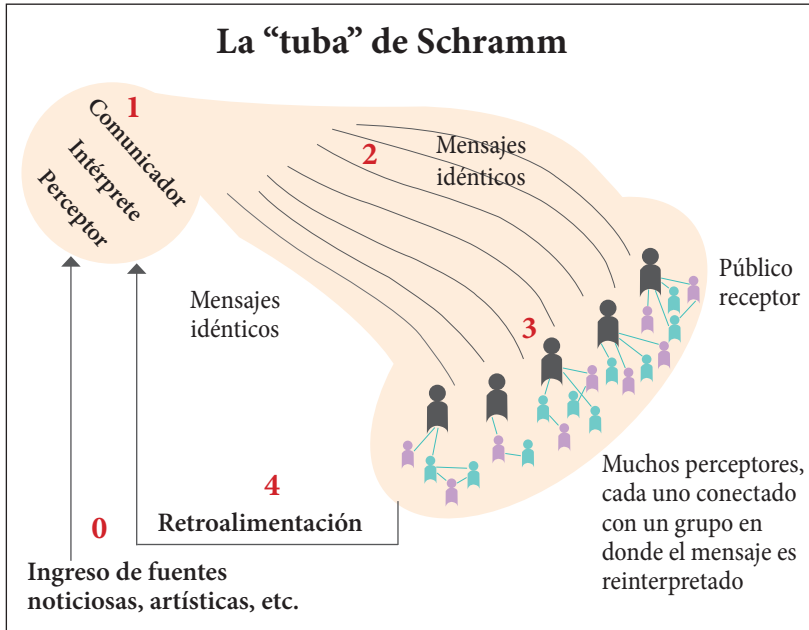 La “tuba” de Schramm
1
Comunicador
Intérprete
Perceptor
2
Mensajes
idénticos
Mensajes
idénticos
Público
receptor
3
Muchos perceptores,
cada uno conectado
con un grupo en
donde el mensaje es
reinterpretado
4
Retroalimentación
0
Ingreso de fuentes
noticiosas, artísticas, etc.